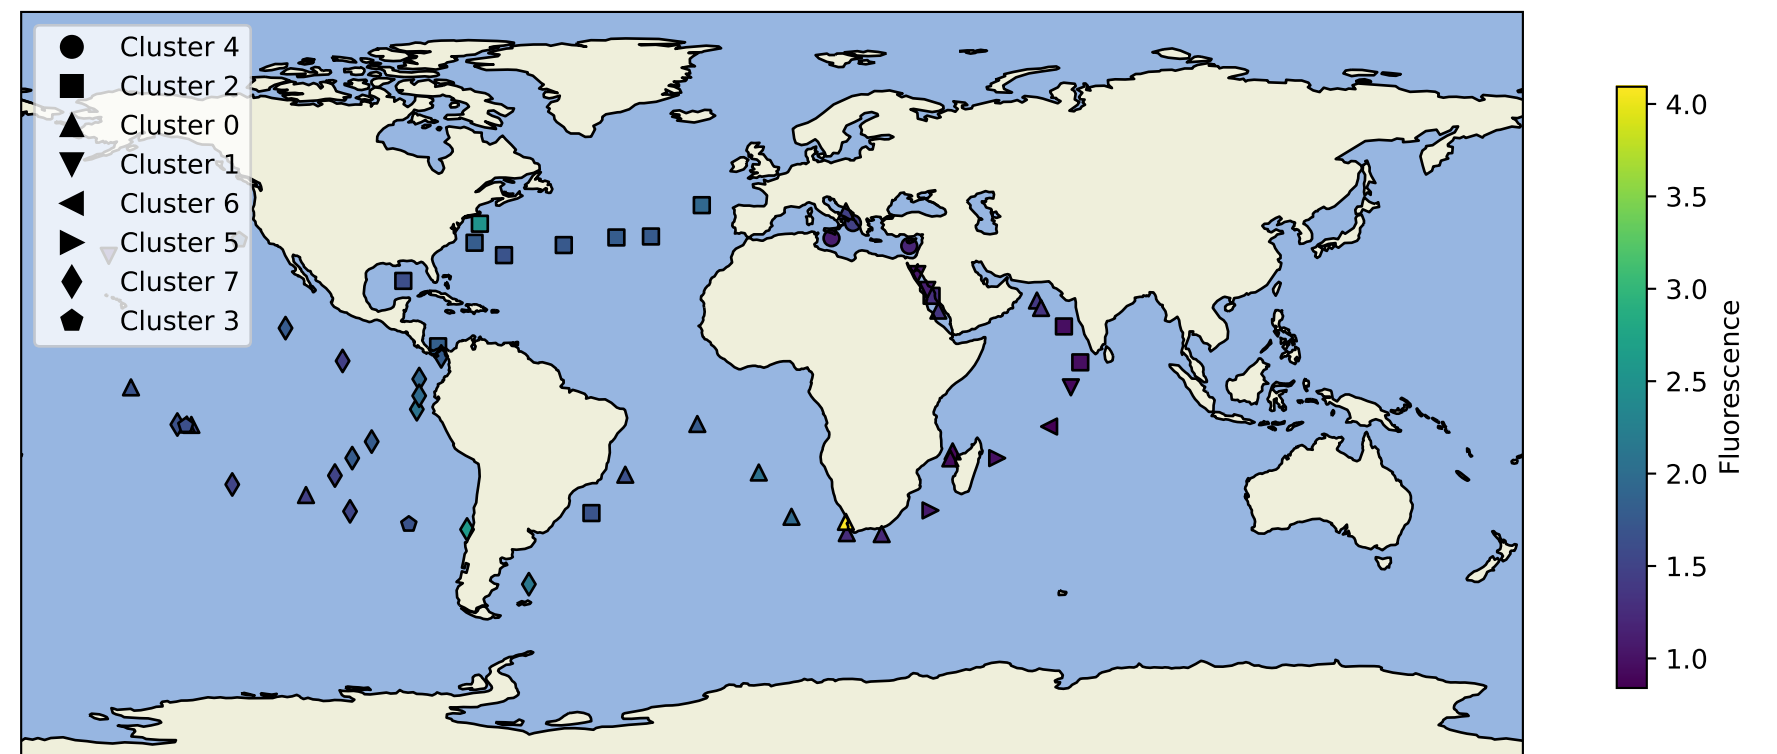 Cluster 4
Cluster 2
Cluster 0
Cluster 1
Cluster 6
Cluster 5
Cluster 7
Cluster 3
4.0
3.5
3.0
2.5
2.0
1.5
1.0
Fluorescence